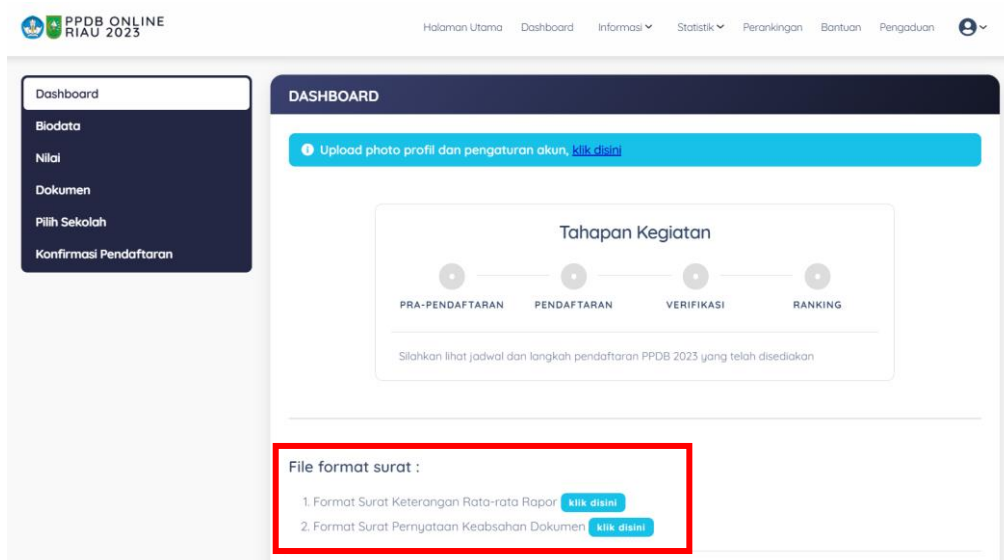 PPDB ONLINE
RIAU 2023
Halaman Utama Dashboard Informasi Statistik Perankingan Bantuan Pengaduan
Dashboard
Biodata
Nilai
Dokumen
Pilih Sekolah
Konfirmasi Pendaftaran
DASHBOARD
Upload photo profil dan pengaturan akun, klik disini
Tahapan Kegiatan
PRA-PENDAFTARAN PENDAFTARAN VERIFIKASI RANKING
Silahkan lihat jadwal dan langkah pendaftaran PPDB 2023 yang telah disediakan
File format surat :
1. Format Surat Keterangan Rata-rata Rapor klik disini
2. Format Surat Pernyataan Keabsahan Dokumen klik disini